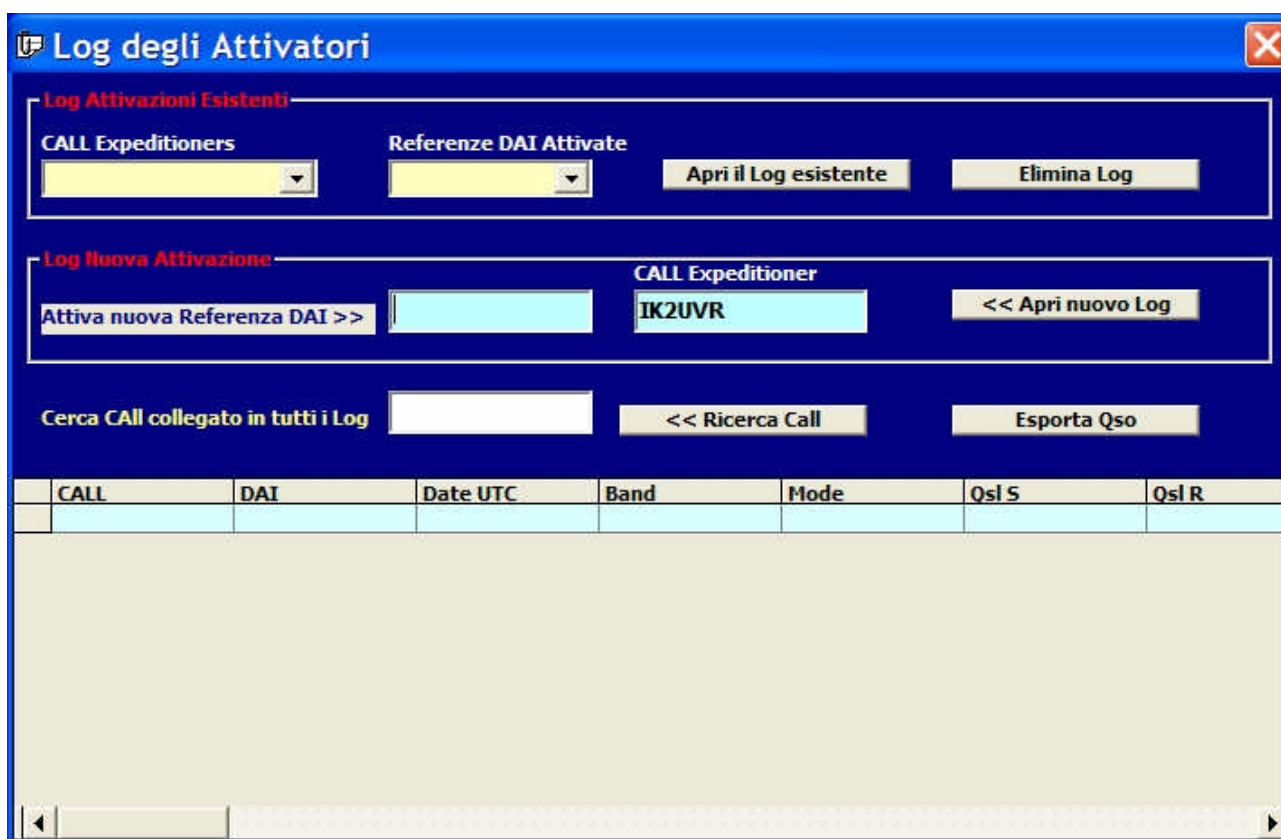 Log degli Attivatori
Log Attivazioni Esistenti
CALL Expeditioners Referenze DAI Attivate
Apri il Log esistente Elimina Log
Log Nuova Attivazione
CALL Expeditioner
Attiva nuova Referenza DAI >> IK2UVR << Apri nuovo Log
Cerca CAll collegato in tutti i Log << Ricerca Call Esporta Qso
CALL DAI Date UTC Band Mode Qsl S Qsl R